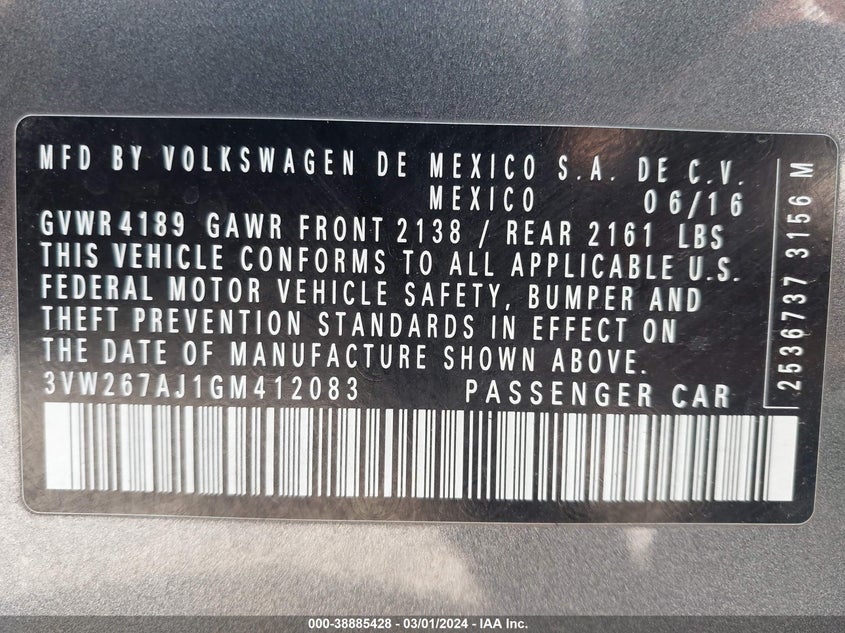 MFD BY VOLKSWAGEN DE MEXICO S.A. DE C.V.
MEXICO 06/16
GVWR 4189 GAWR FRONT 2138 / REAR 2161 LBS
THIS VEHICLE CONFORMS TO ALL APPLICABLE U.S.
FEDERAL MOTOR VEHICLE SAFETY, BUMPER AND
THEFT PREVENTION STANDARDS IN EFFECT ON
THE DATE OF MANUFACTURE SHOWN ABOVE.
3VW267AJ1GM412083 PASSENGER CAR
2536737 3156 M
000-38885428 - 03/01/2024 - IAA Inc.